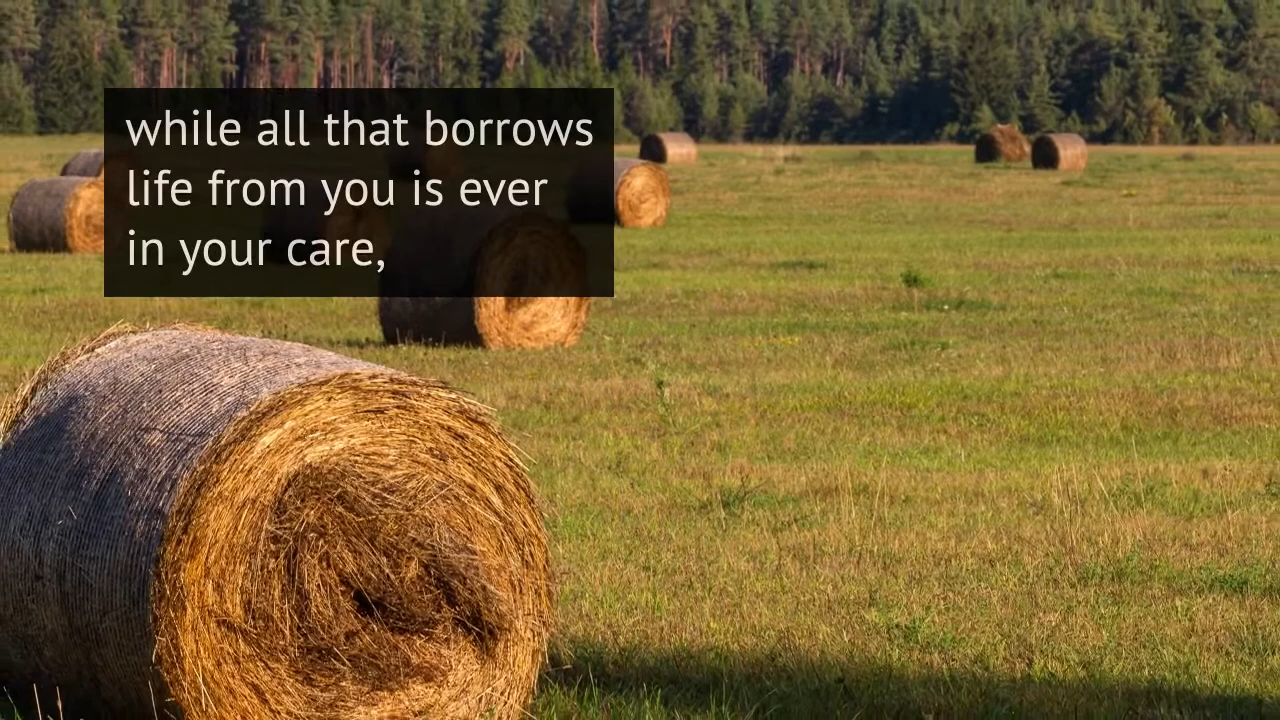 while all that borrows
life from you is ever
in your care,